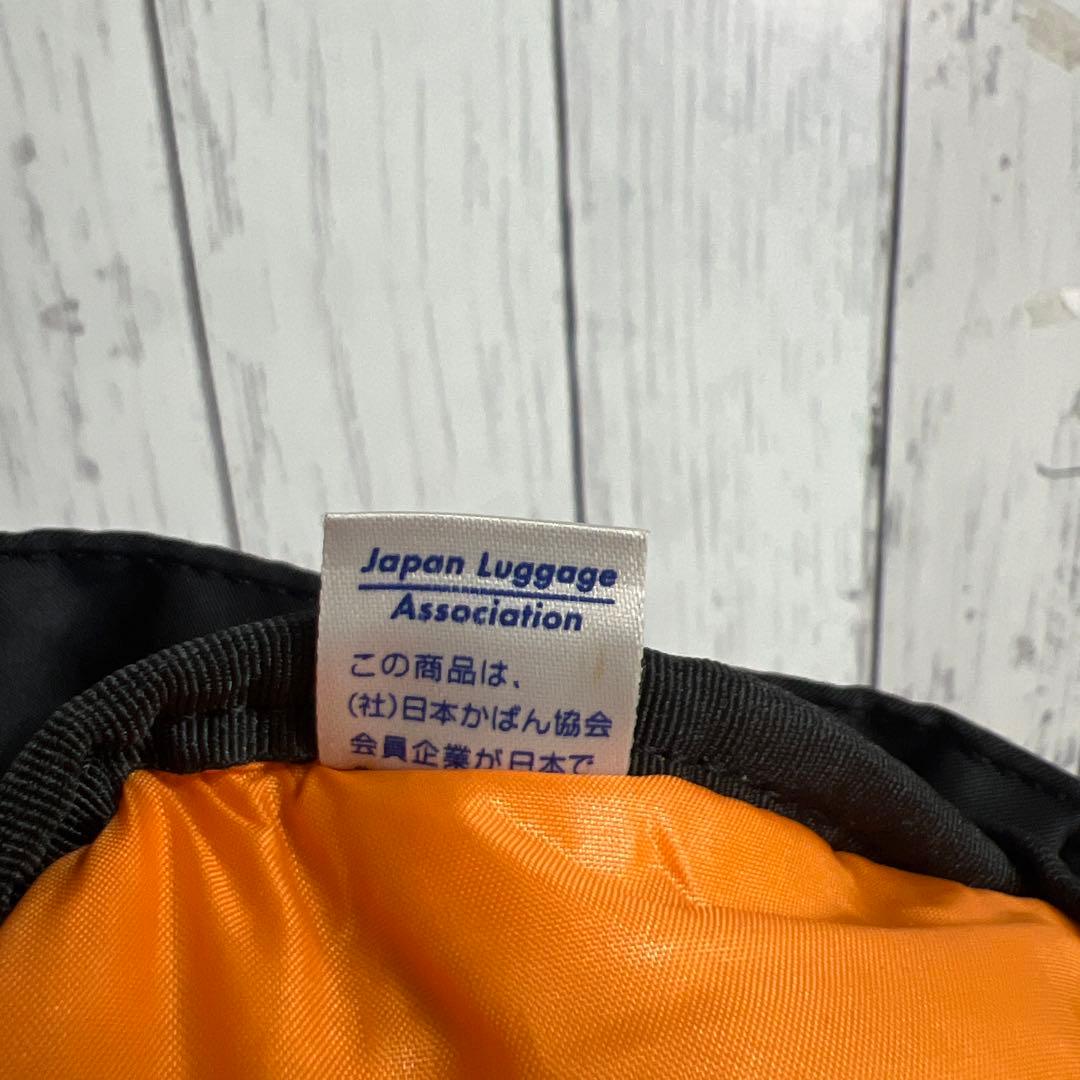 Japan Luggage
Association
この商品は、
(社)日本かばん協会
会員企業が日本で